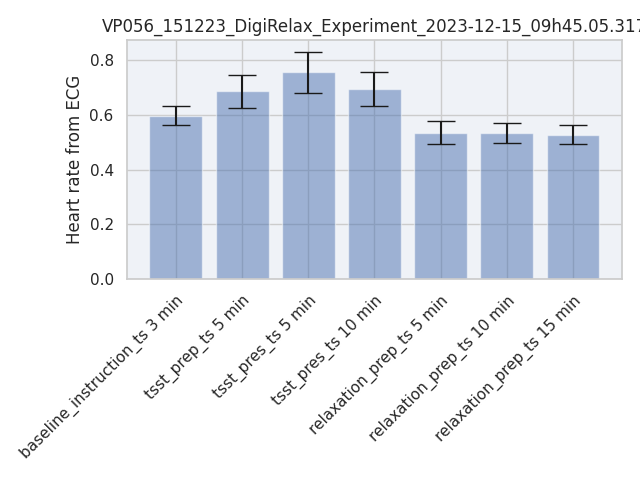 VP056_151223_DigiRelax_Experiment_2023-12-15_09h45.05.317
Heart rate from ECG
0.8
0.6
0.4
0.2
0.0
baseline_instruction_ts 3 min
tsst_prep_ts 5 min
tsst_pres_ts 5 min
tsst_pres_ts 10 min
relaxation_prep_ts 5 min
relaxation_prep_ts 10 min
relaxation_prep_ts 15 min